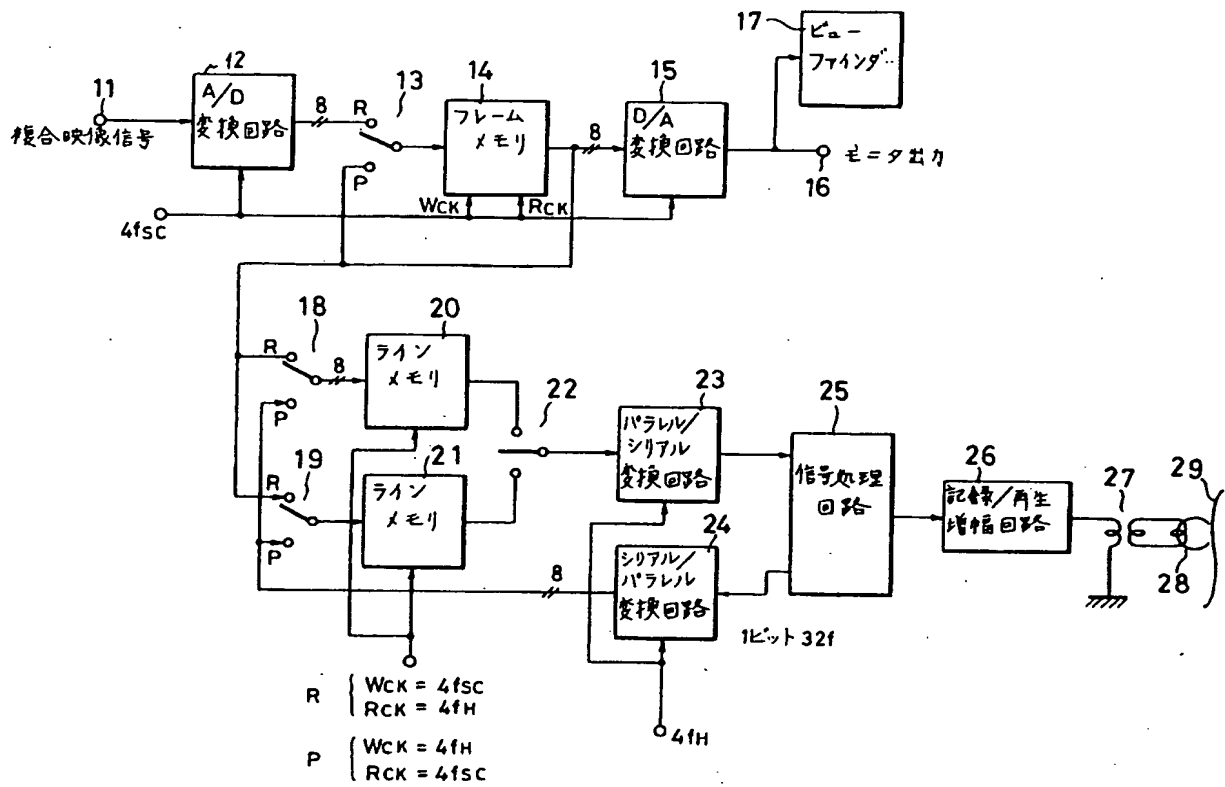 17
ビュー
ファインダ
12
A/D
変換回路
11
複合映像信号
8
R
13
P
14
フレーム
メモリ
WCK
RCK
8
15
D/A
変換回路
16
モニタ出力
4fSC
18
R
8
P
20
ライン
メモリ
19
R
P
21
ライン
メモリ
22
23
パラレル/
シリアル
変換回路
24
シリアル/
パラレル
変換回路
8
25
信号処理
回路
26
記録/再生
増幅回路
27
28
29
1ビット 32f
R { WCK = 4fSC
RCK = 4fH
P { WCK = 4fH
RCK = 4fSC
4fH